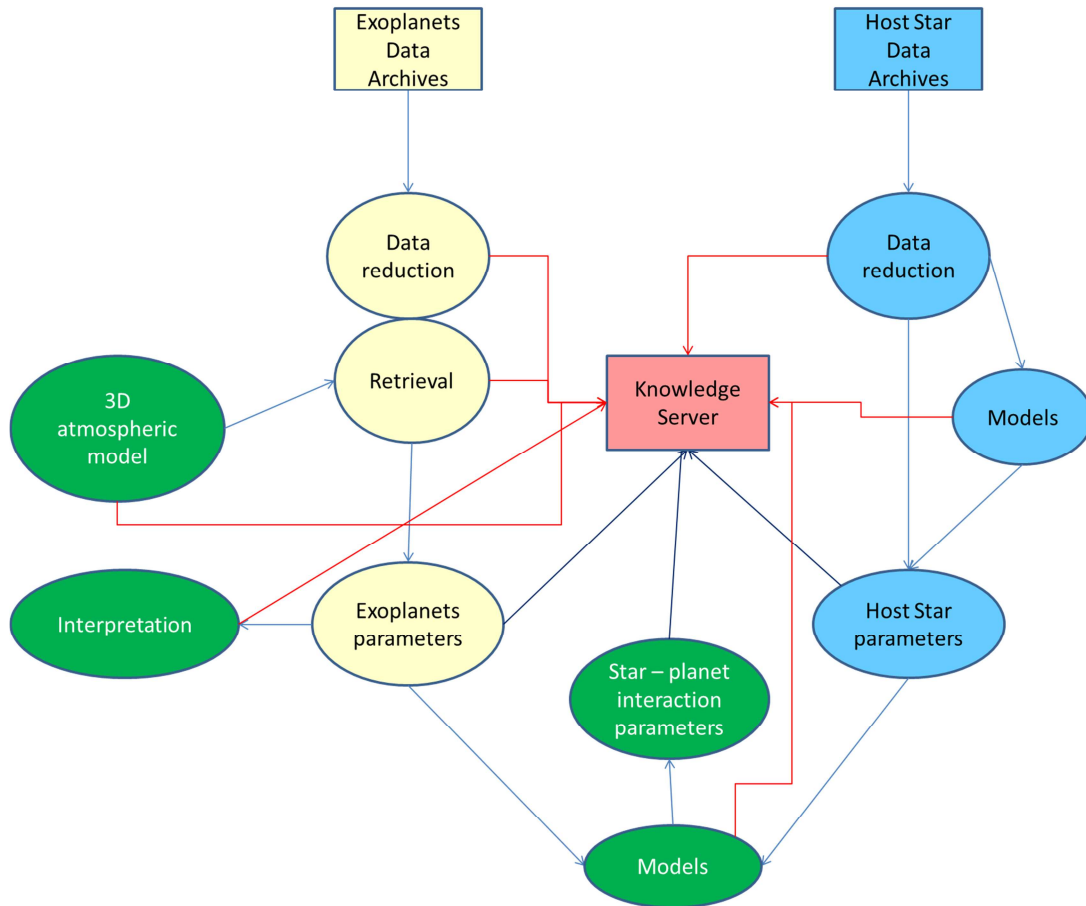 Exoplanets
Data
Archives
Host Star
Data
Archives
Data
reduction
Data
reduction
Retrieval
Knowledge
Server
3D
atmospheric
model
Models
Interpretation
Exoplanets
parameters
Host Star
parameters
Star – planet
interaction
parameters
Models